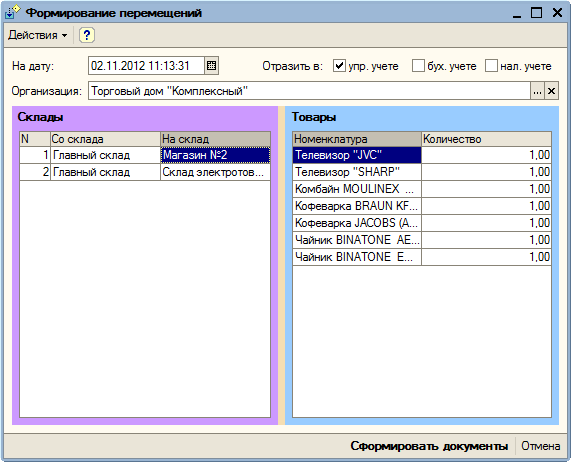 Формирование перемещений
Действия ?
На дату: 02.11.2012 11:13:31 Отразить в: упр. учете бух. учете нал. учете
Организация: Торговый дом "Комплексный" ... ×
Склады Товары
N Со склада На склад Номенклатура Количество
1 Главный склад Магазин №2 Телевизор "JVC" 1,00
2 Главный склад Склад электротов... Телевизор "SHARP" 1,00
Комбайн MOULINEX ... 1,00
Кофеварка BRAUN KF... 1,00
Кофеварка JACOBS (A... 1,00
Чайник BINATONE AE... 1,00
Чайник BINATONE E... 1,00
Сформировать документы Отмена